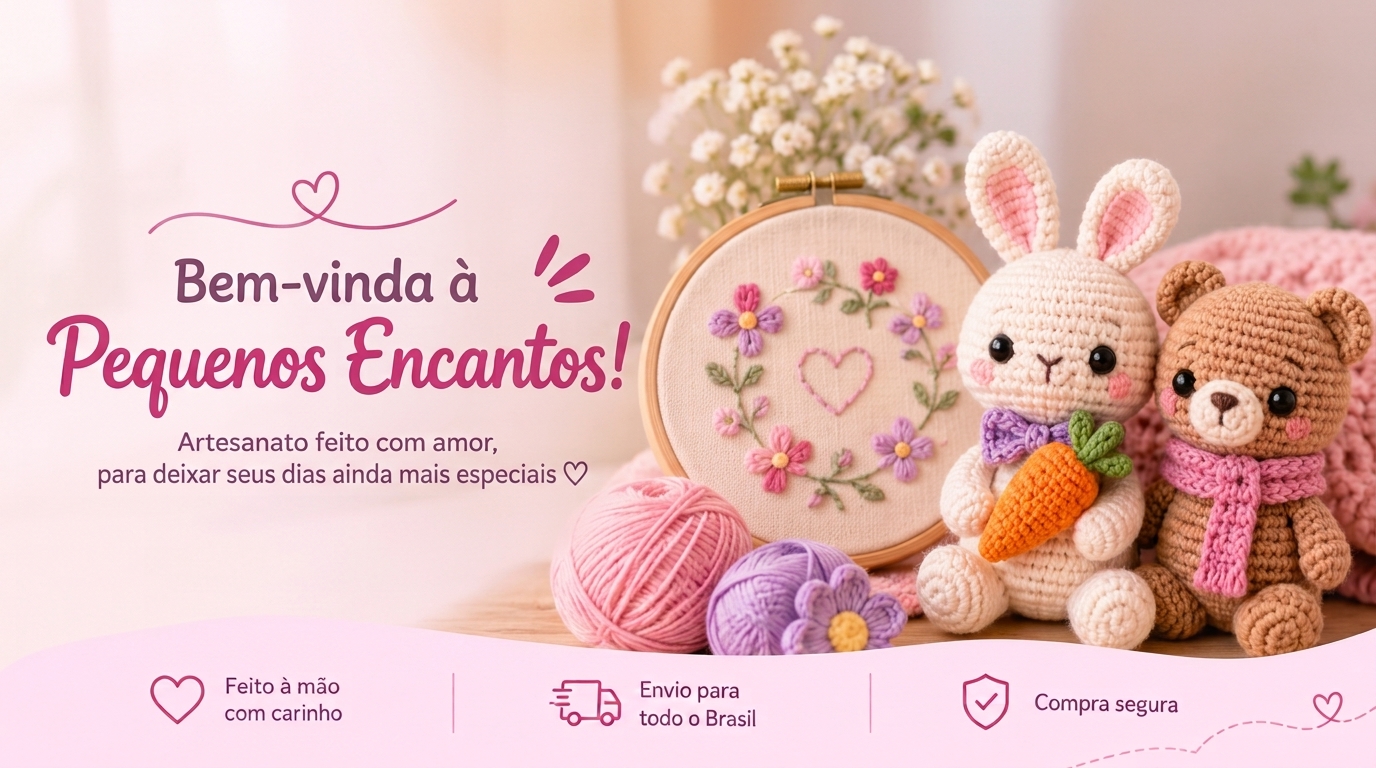 Bem-vinda à
Pequenos Encantos!
Artesanato feito com amor,
para deixar seus dias ainda mais especiais ♡
Feito à mão
com carinho
Envio para
todo o Brasil
Compra segura